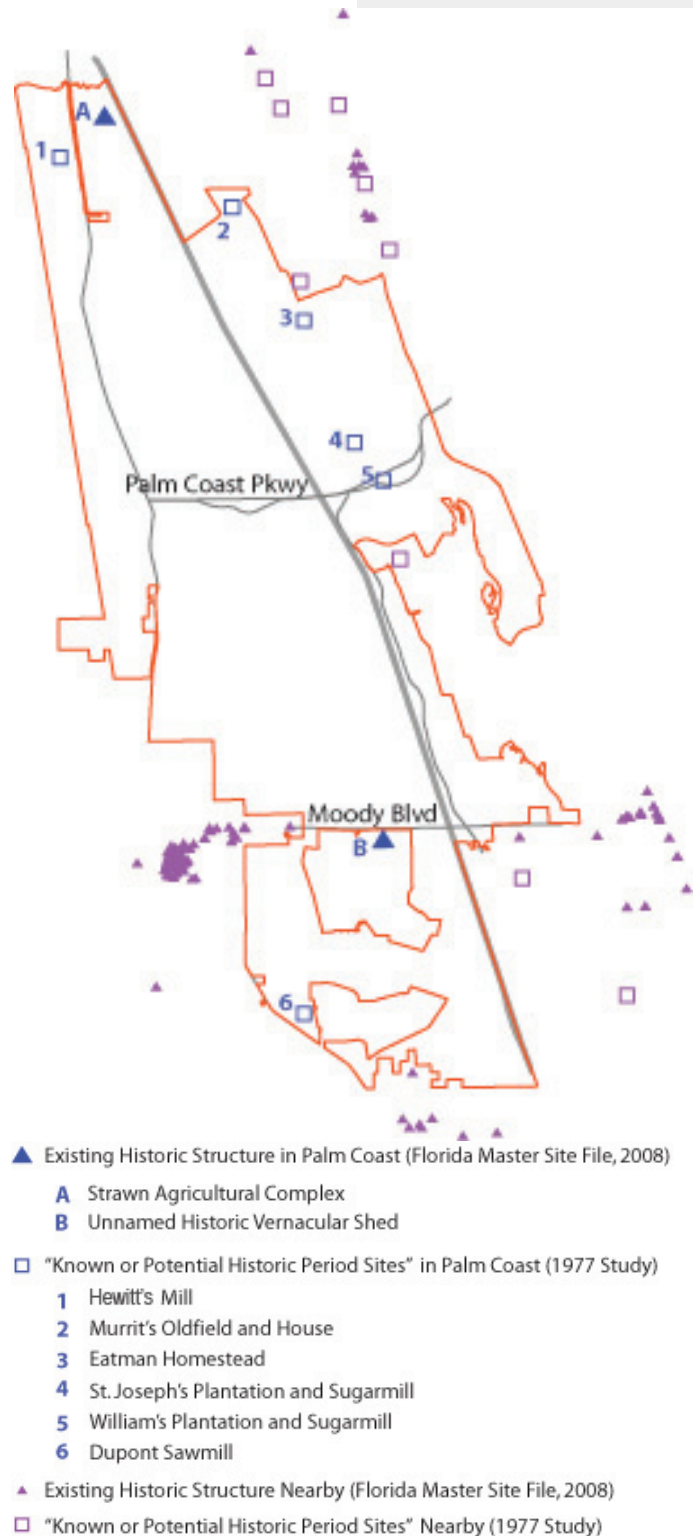 A
1
2
3
4
5
Palm Coast Pkwy
Moody Blvd
B
6
Existing Historic Structure in Palm Coast (Florida Master Site File, 2008)
A Strawn Agricultural Complex
B Unnamed Historic Vernacular Shed
“Known or Potential Historic Period Sites” in Palm Coast (1977 Study)
1 Hewitt's Mill
2 Murrit's Oldfield and House
3 Eatman Homestead
4 St. Joseph's Plantation and Sugarmill
5 William's Plantation and Sugarmill
6 Dupont Sawmill
Existing Historic Structure Nearby (Florida Master Site File, 2008)
“Known or Potential Historic Period Sites” Nearby (1977 Study)